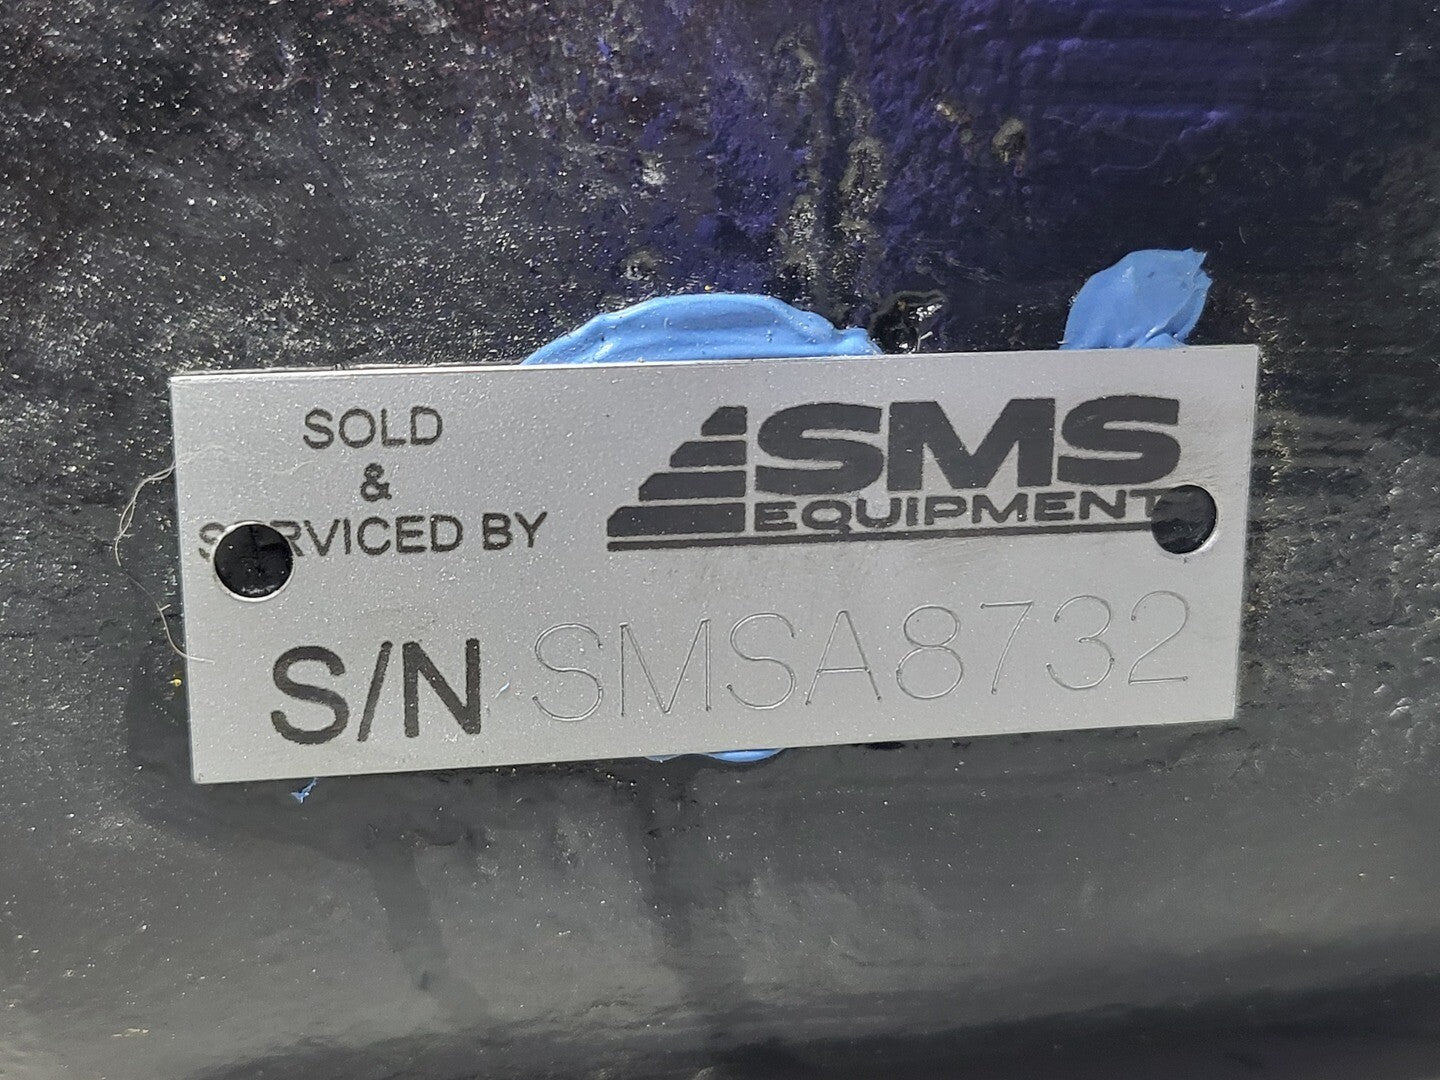 SOLD
&
SERVICED BY
SMS
EQUIPMENT
S/N SMSA8732